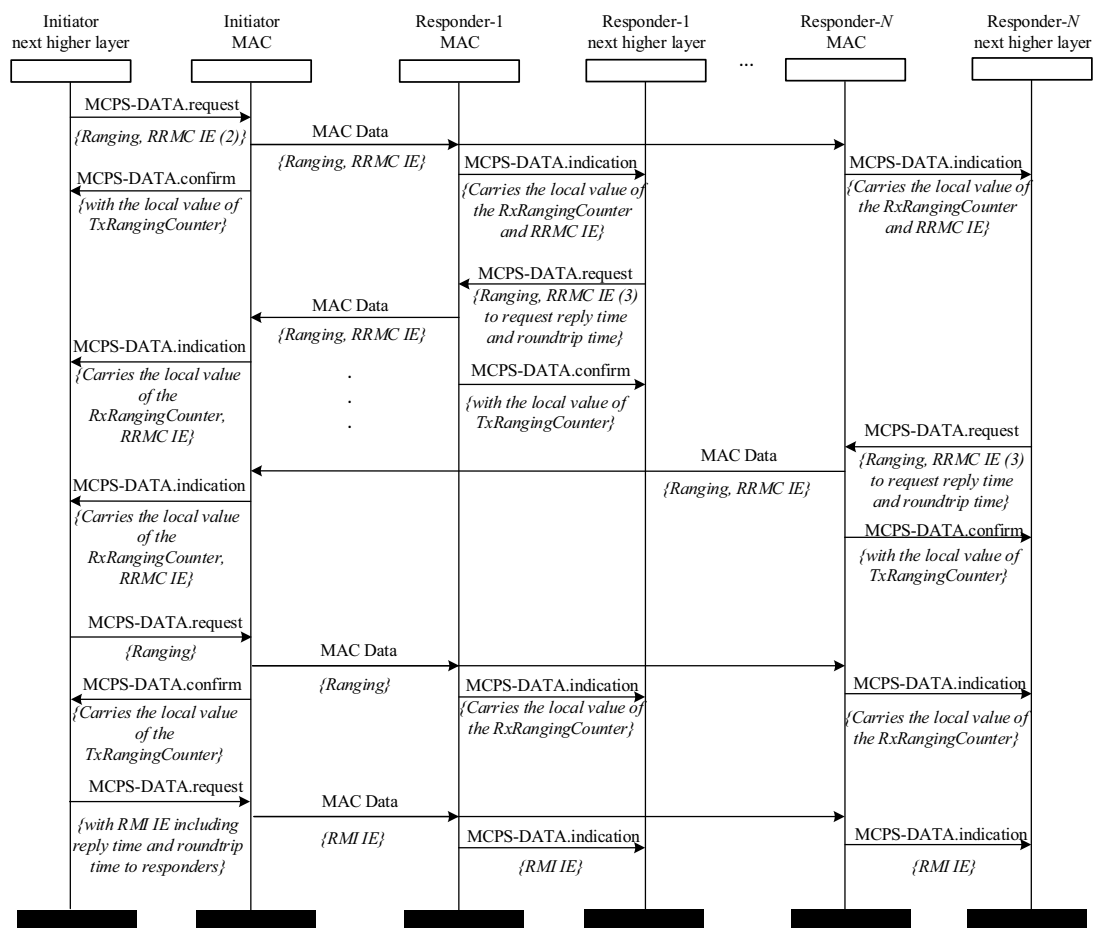 Initiator
next higher layer
Initiator
MAC
Responder-1
MAC
Responder-1
next higher layer
...
Responder-N
MAC
Responder-N
next higher layer
MCPS-DATA.request
{Ranging, RRMC IE (2)}
MAC Data
{Ranging, RRMC IE}
MCPS-DATA.indication
{Carries the local value of
the RxRangingCounter
and RRMC IE}
MCPS-DATA.indication
{Carries the local value of
the RxRangingCounter
and RRMC IE}
MCPS-DATA.confirm
{with the local value of
TxRangingCounter}
MCPS-DATA.request
{Ranging, RRMC IE (3)
to request reply time
and roundtrip time}
MAC Data
{Ranging, RRMC IE}
MCPS-DATA.indication
{Carries the local value
of the
RxRangingCounter,
RRMC IE}
.
.
.
MCPS-DATA.confirm
{with the local value of
TxRangingCounter}
MCPS-DATA.request
{Ranging, RRMC IE (3)
to request reply time
and roundtrip time}
MAC Data
{Ranging, RRMC IE}
MCPS-DATA.indication
{Carries the local value
of the
RxRangingCounter,
RRMC IE}
MCPS-DATA.confirm
{with the local value of
TxRangingCounter}
MCPS-DATA.request
{Ranging}
MAC Data
{Ranging}
MCPS-DATA.confirm
{Carries the local value
of the
TxRangingCounter}
MCPS-DATA.indication
{Carries the local value of
the RxRangingCounter}
MCPS-DATA.indication
{Carries the local value of
the RxRangingCounter}
MCPS-DATA.request
{with RMI IE including
reply time and roundtrip
time to responders}
MAC Data
{RMI IE}
MCPS-DATA.indication
{RMI IE}
MCPS-DATA.indication
{RMI IE}